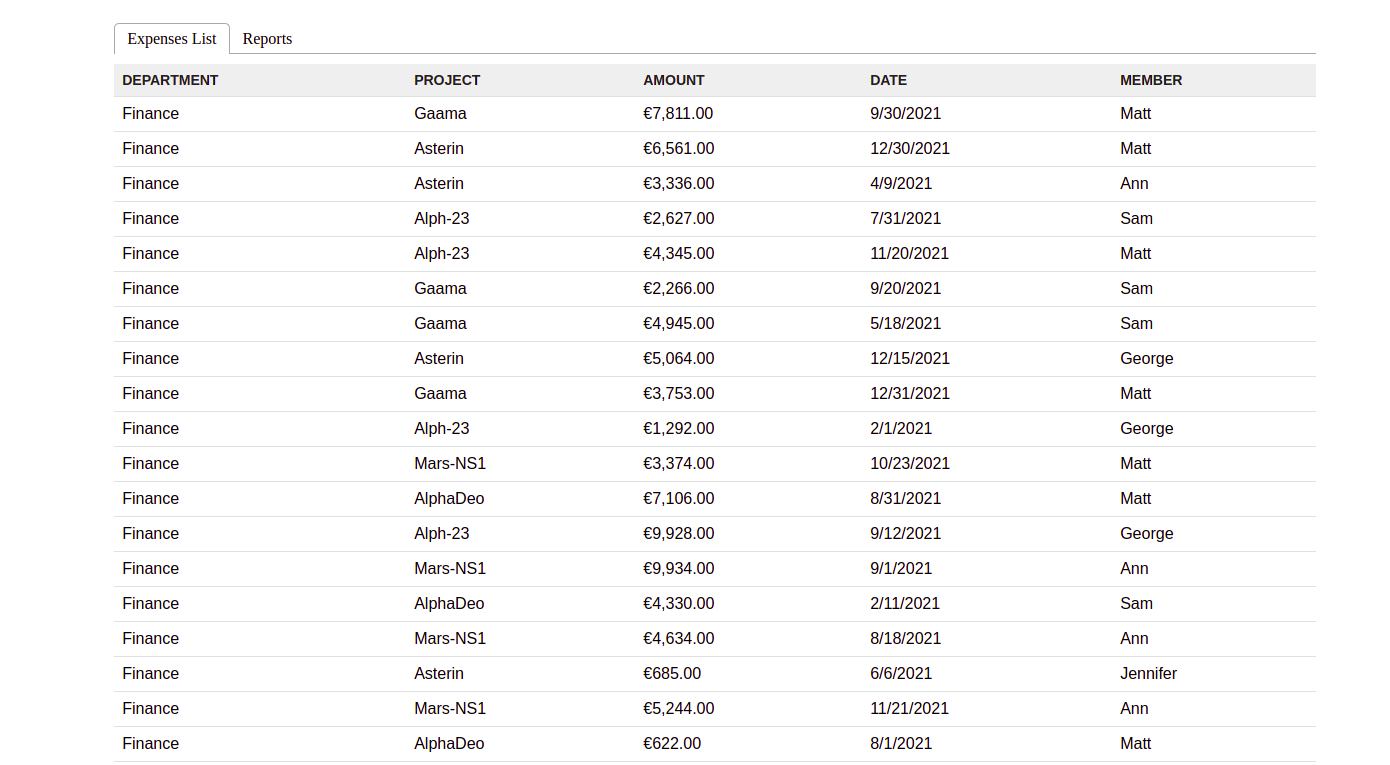 Expenses List Reports
DEPARTMENT PROJECT AMOUNT DATE MEMBER
Finance Gaama €7,811.00 9/30/2021 Matt
Finance Asterin €6,561.00 12/30/2021 Matt
Finance Asterin €3,336.00 4/9/2021 Ann
Finance Alph-23 €2,627.00 7/31/2021 Sam
Finance Alph-23 €4,345.00 11/20/2021 Matt
Finance Gaama €2,266.00 9/20/2021 Sam
Finance Gaama €4,945.00 5/18/2021 Sam
Finance Asterin €5,064.00 12/15/2021 George
Finance Gaama €3,753.00 12/31/2021 Matt
Finance Alph-23 €1,292.00 2/1/2021 George
Finance Mars-NS1 €3,374.00 10/23/2021 Matt
Finance AlphaDeo €7,106.00 8/31/2021 Matt
Finance Alph-23 €9,928.00 9/12/2021 George
Finance Mars-NS1 €9,934.00 9/1/2021 Ann
Finance AlphaDeo €4,330.00 2/11/2021 Sam
Finance Mars-NS1 €4,634.00 8/18/2021 Ann
Finance Asterin €685.00 6/6/2021 Jennifer
Finance Mars-NS1 €5,244.00 11/21/2021 Ann
Finance AlphaDeo €622.00 8/1/2021 Matt